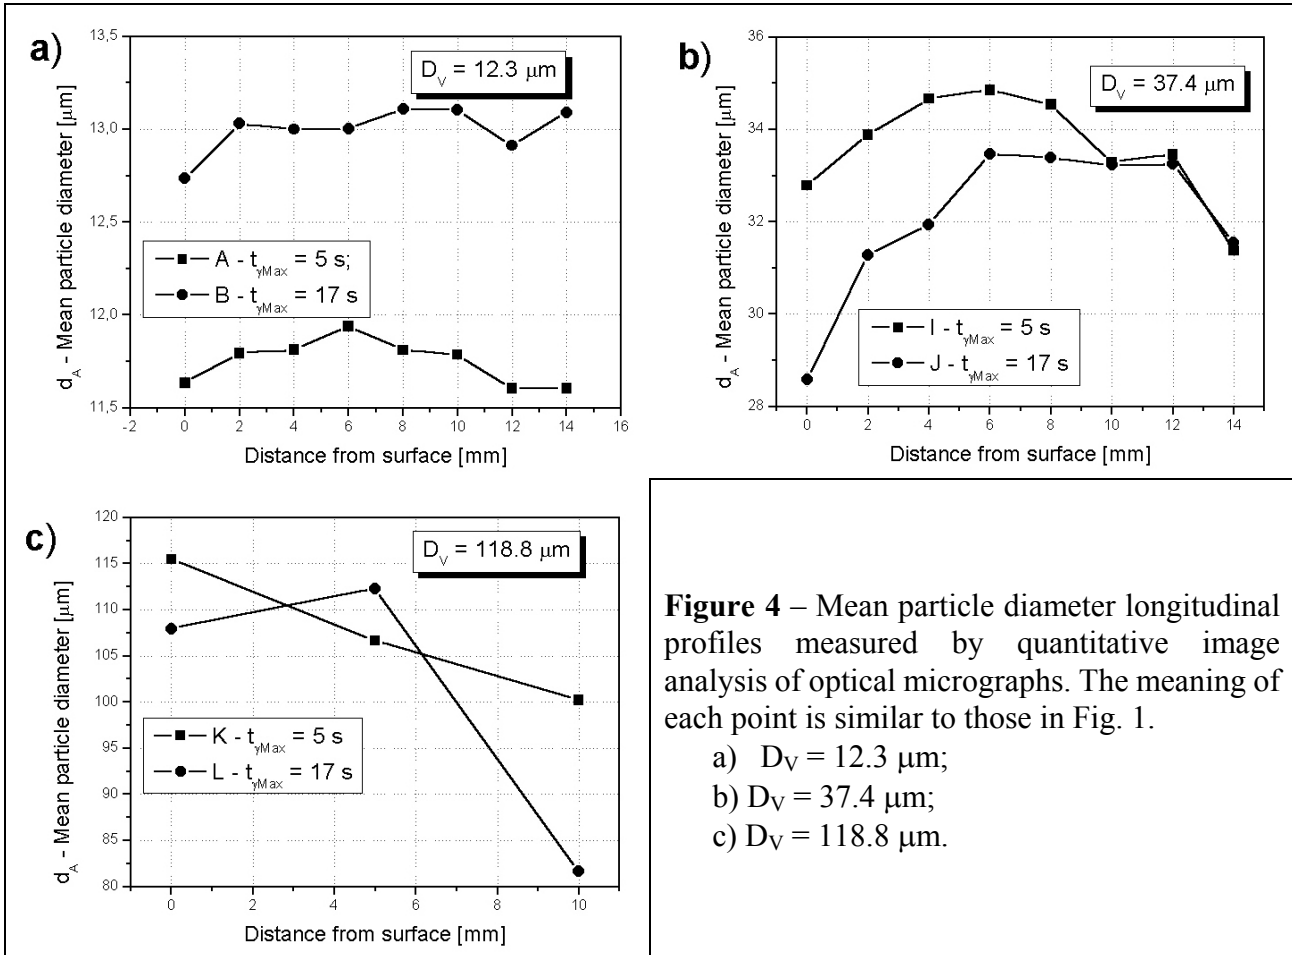 a)
D_V = 12.3 μm
d_A - Mean particle diameter [μm]
13,5
13,0
12,5
12,0
11,5
A - t_γMax = 5 s;
B - t_γMax = 17 s
-2 0 2 4 6 8 10 12 14 16
Distance from surface [mm]
b)
D_V = 37.4 μm
d_A - Mean particle diameter [μm]
36
34
32
30
28
I - t_γMax = 5 s
J - t_γMax = 17 s
0 2 4 6 8 10 12 14
Distance from surface [mm]
c)
D_V = 118.8 μm
d_A - Mean particle diameter [μm]
120
115
110
105
100
95
90
85
80
K - t_γMax = 5 s
L - t_γMax = 17 s
0 2 4 6 8 10
Distance from surface [mm]
Figure 4 – Mean particle diameter longitudinal
profiles measured by quantitative image
analysis of optical micrographs. The meaning of
each point is similar to those in Fig. 1.
a) D_V = 12.3 μm;
b) D_V = 37.4 μm;
c) D_V = 118.8 μm.